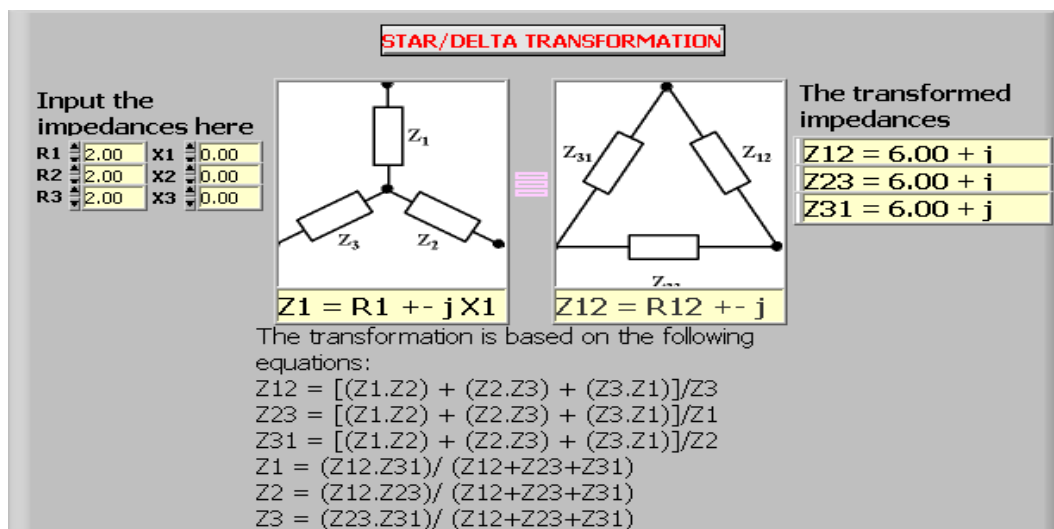 STAR/DELTA TRANSFORMATION
Input the
impedances here
R1 2.00 X1 0.00
R2 2.00 X2 0.00
R3 2.00 X3 0.00
Z1
Z3
Z2
Z1 = R1 +- j X1
Z31
Z12
Z12 = R12 +- j
The transformed
impedances
Z12 = 6.00 + j
Z23 = 6.00 + j
Z31 = 6.00 + j
The transformation is based on the following
equations:
Z12 = [(Z1.Z2) + (Z2.Z3) + (Z3.Z1)]/Z3
Z23 = [(Z1.Z2) + (Z2.Z3) + (Z3.Z1)]/Z1
Z31 = [(Z1.Z2) + (Z2.Z3) + (Z3.Z1)]/Z2
Z1 = (Z12.Z31)/ (Z12+Z23+Z31)
Z2 = (Z12.Z23)/ (Z12+Z23+Z31)
Z3 = (Z23.Z31)/ (Z12+Z23+Z31)